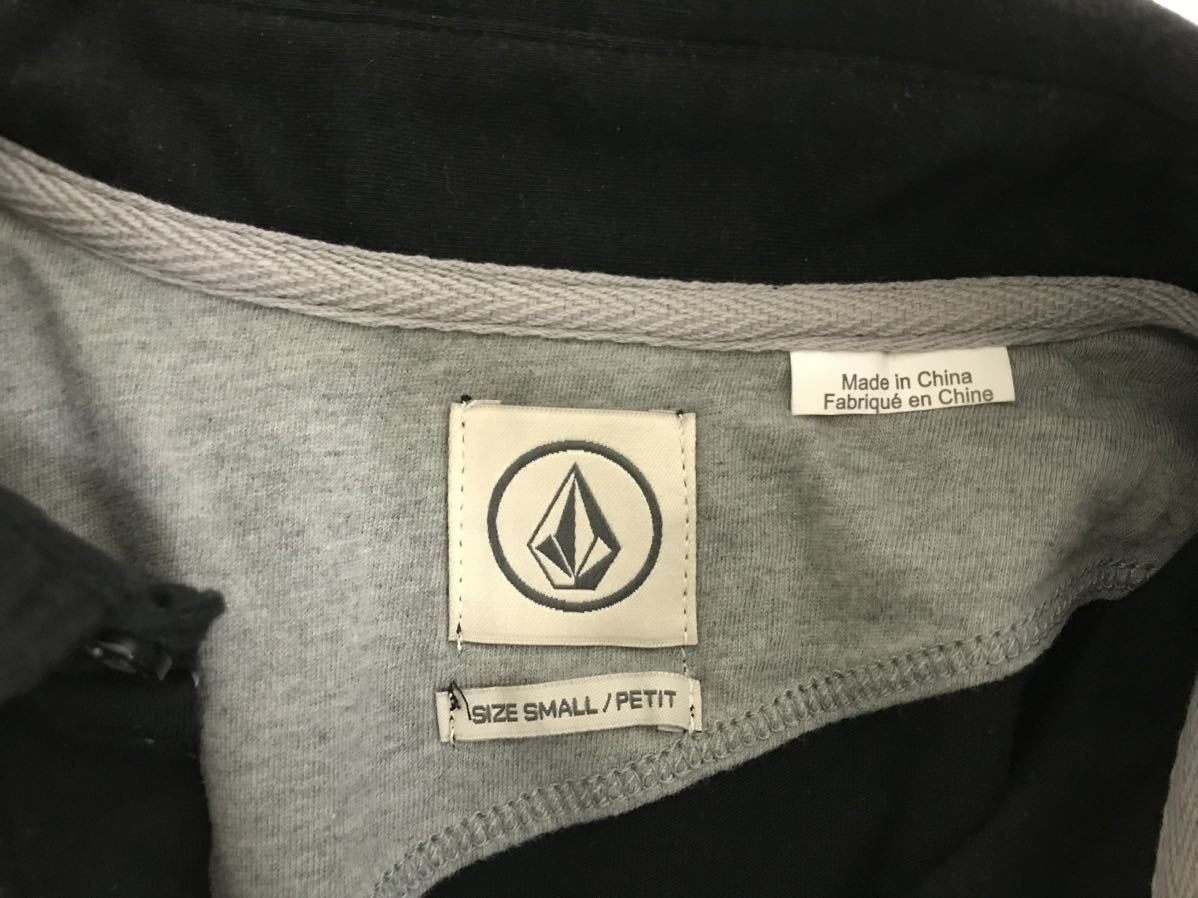 Made in China
Fabriqué en Chine
SIZE SMALL / PETIT